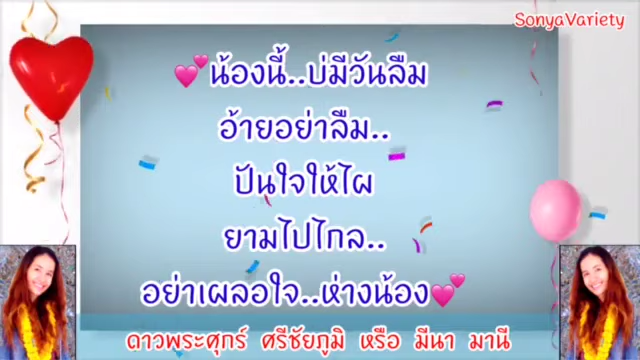 SonyaVariety
น้องนี้..บ่มีวันลืม
อ้ายอย่าลืม..
ปันใจให้ไผ
ยามไปไกล..
อย่าเผลอใจ..ห่างน้อง
ดาวพระศุกร์ ศรีชัยภูมิ หรือ มีนา มานี